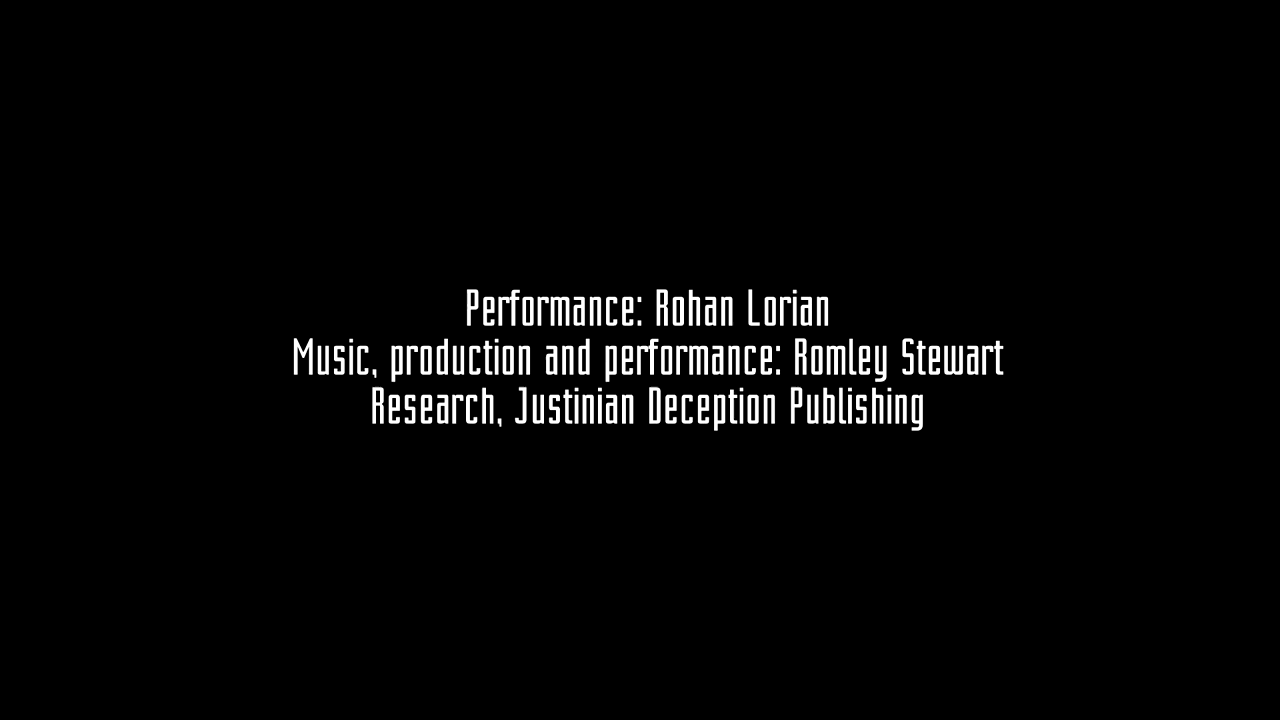 Performance: Rohan Lorian
Music, production and performance: Romley Stewart
Research, Justinian Deception Publishing